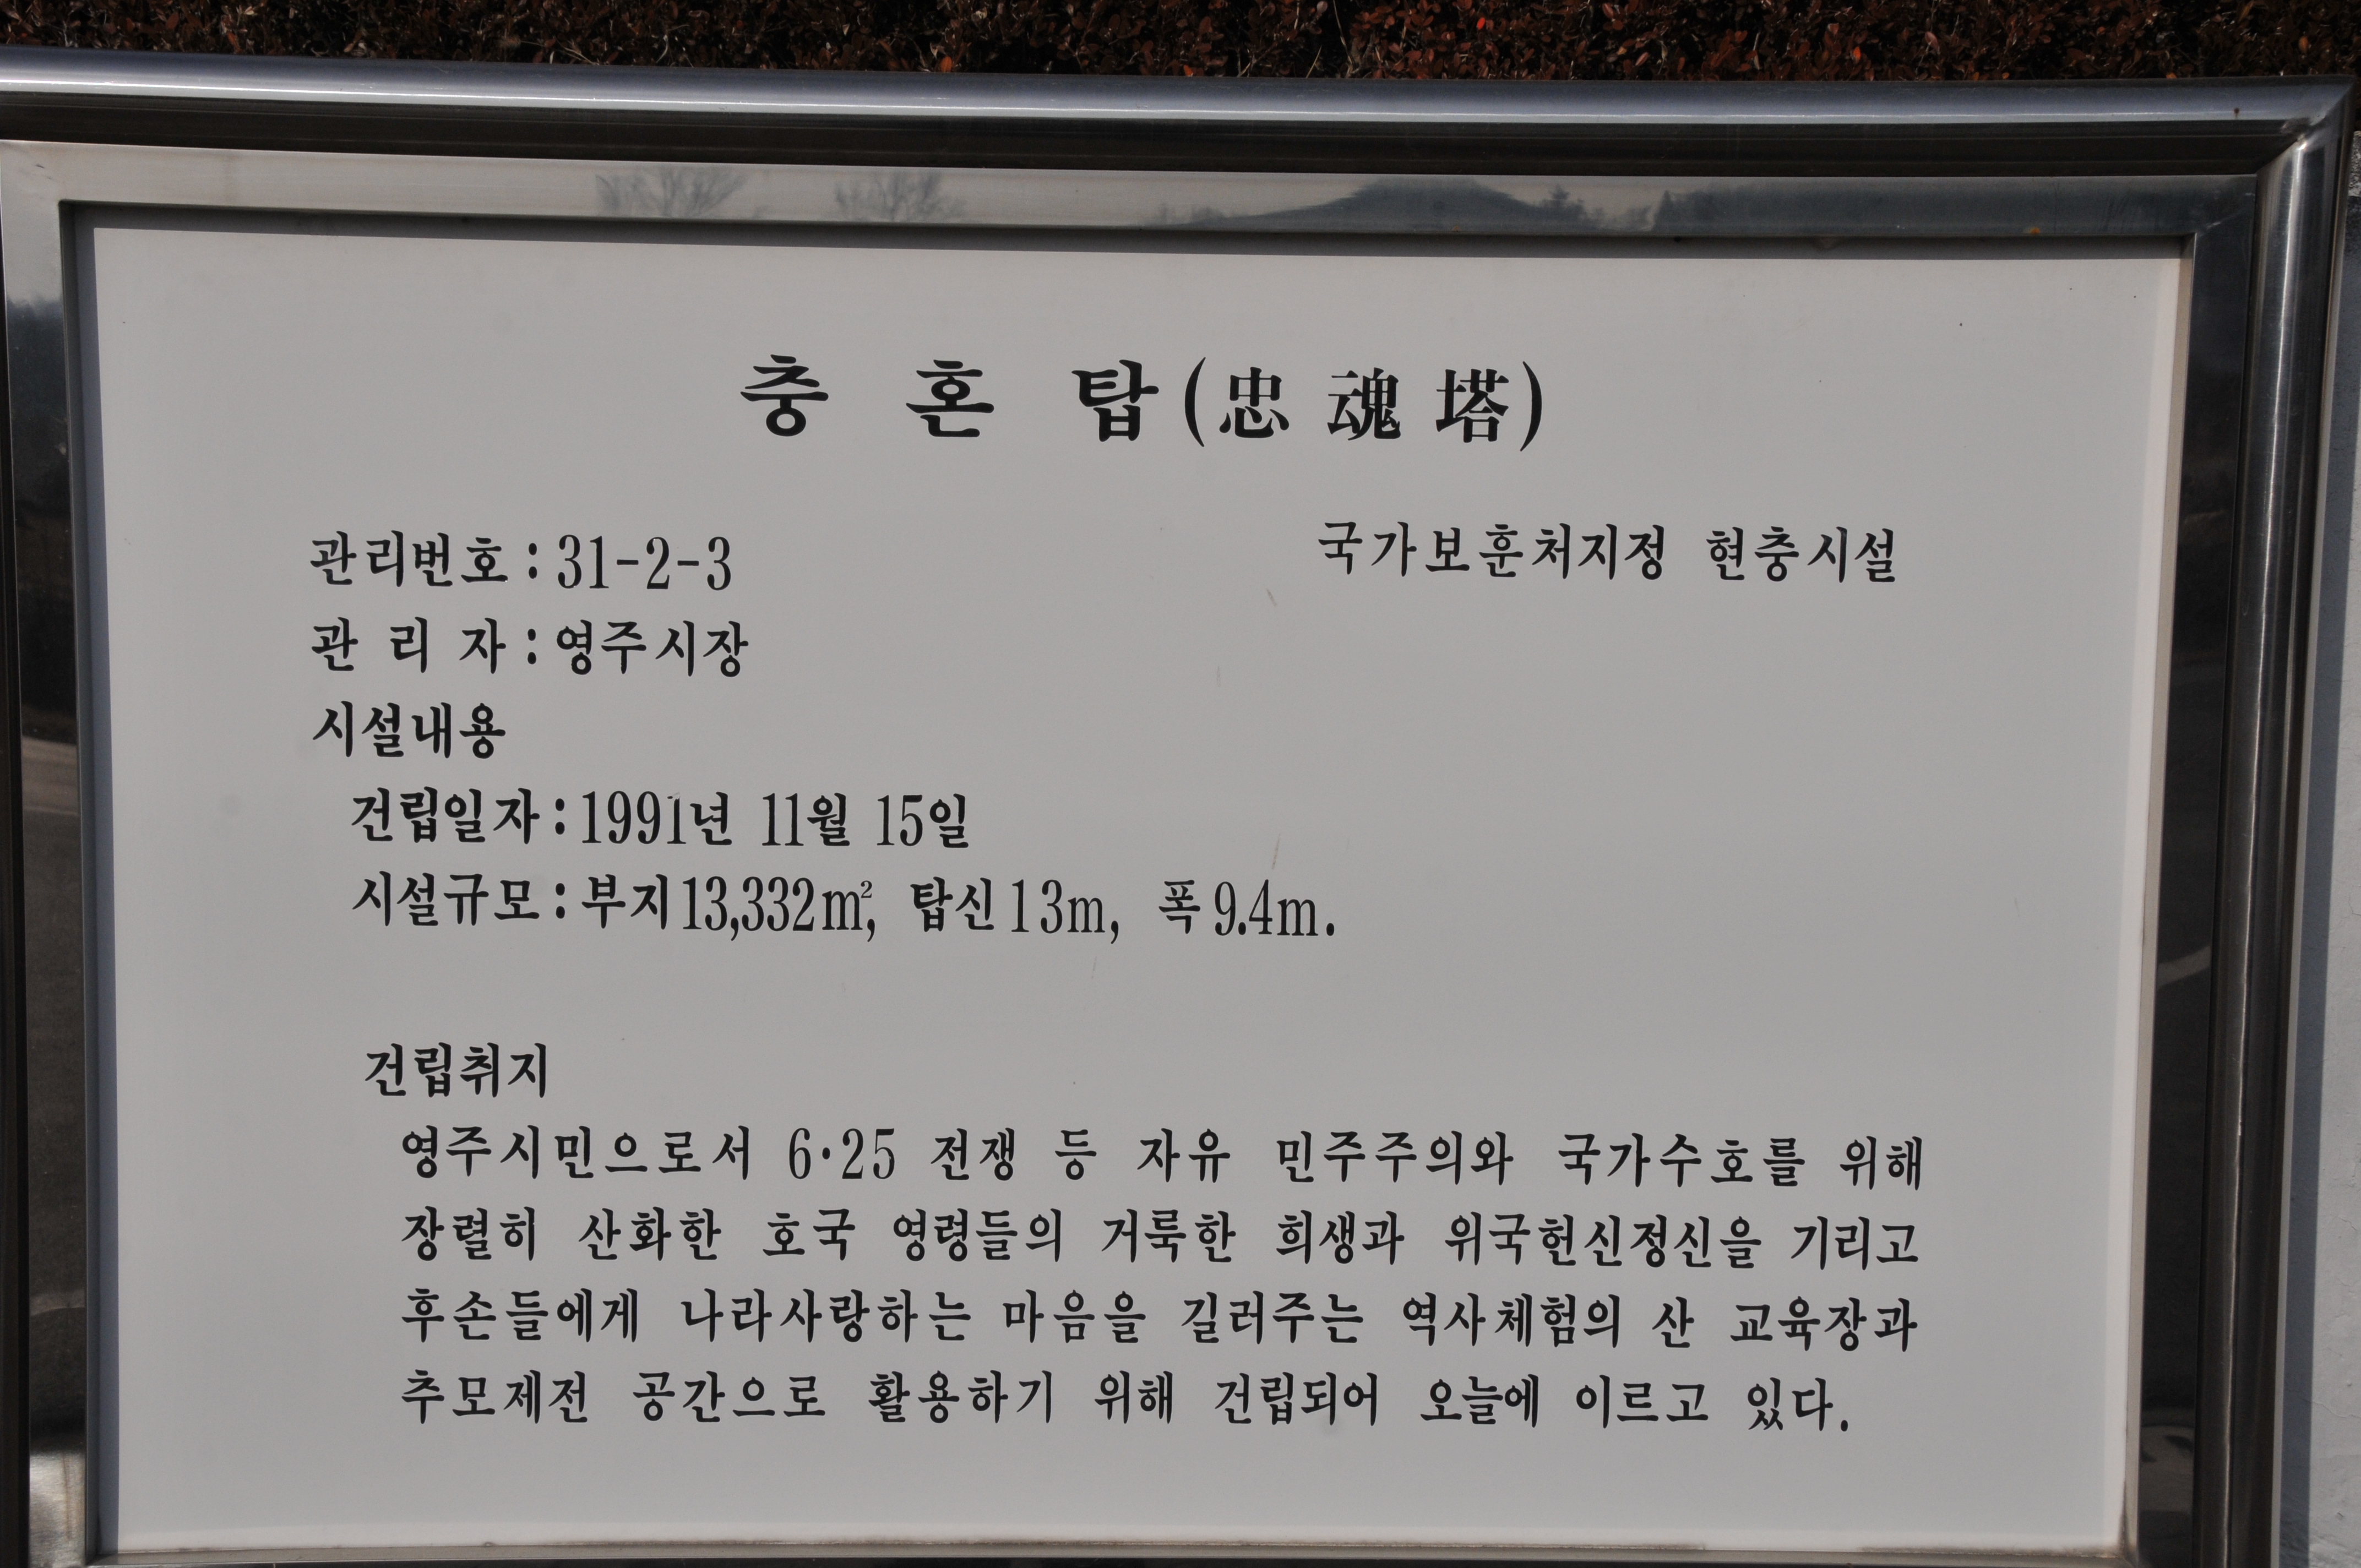 충 혼 탑(忠 魂 塔)
국가보훈처지정 현충시설
관리번호:31-2-3
관 리 자:영주시장
시설내용
건립일자:1991년 11월 15일
시설규모:부지13,332m², 탑신13m, 폭9.4m.
건립취지
영주시민으로서 6·25 전쟁 등 자유 민주주의와 국가수호를 위해
장렬히 산화한 호국 영령들의 거룩한 희생과 위국헌신정신을 기리고
후손들에게 나라사랑하는 마음을 길러주는 역사체험의 산 교육장과
추모제전 공간으로 활용하기 위해 건립되어 오늘에 이르고 있다.